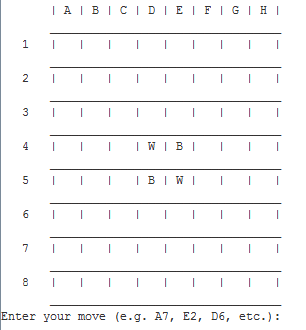 | A | B | C | D | E | F | G | H |
1 | | | | | | | | |
2 | | | | | | | | |
3 | | | | | | | | |
4 | | | | W | B | | | |
5 | | | | B | W | | | |
6 | | | | | | | | |
7 | | | | | | | | |
8 | | | | | | | | |
Enter your move (e.g. A7, E2, D6, etc.):